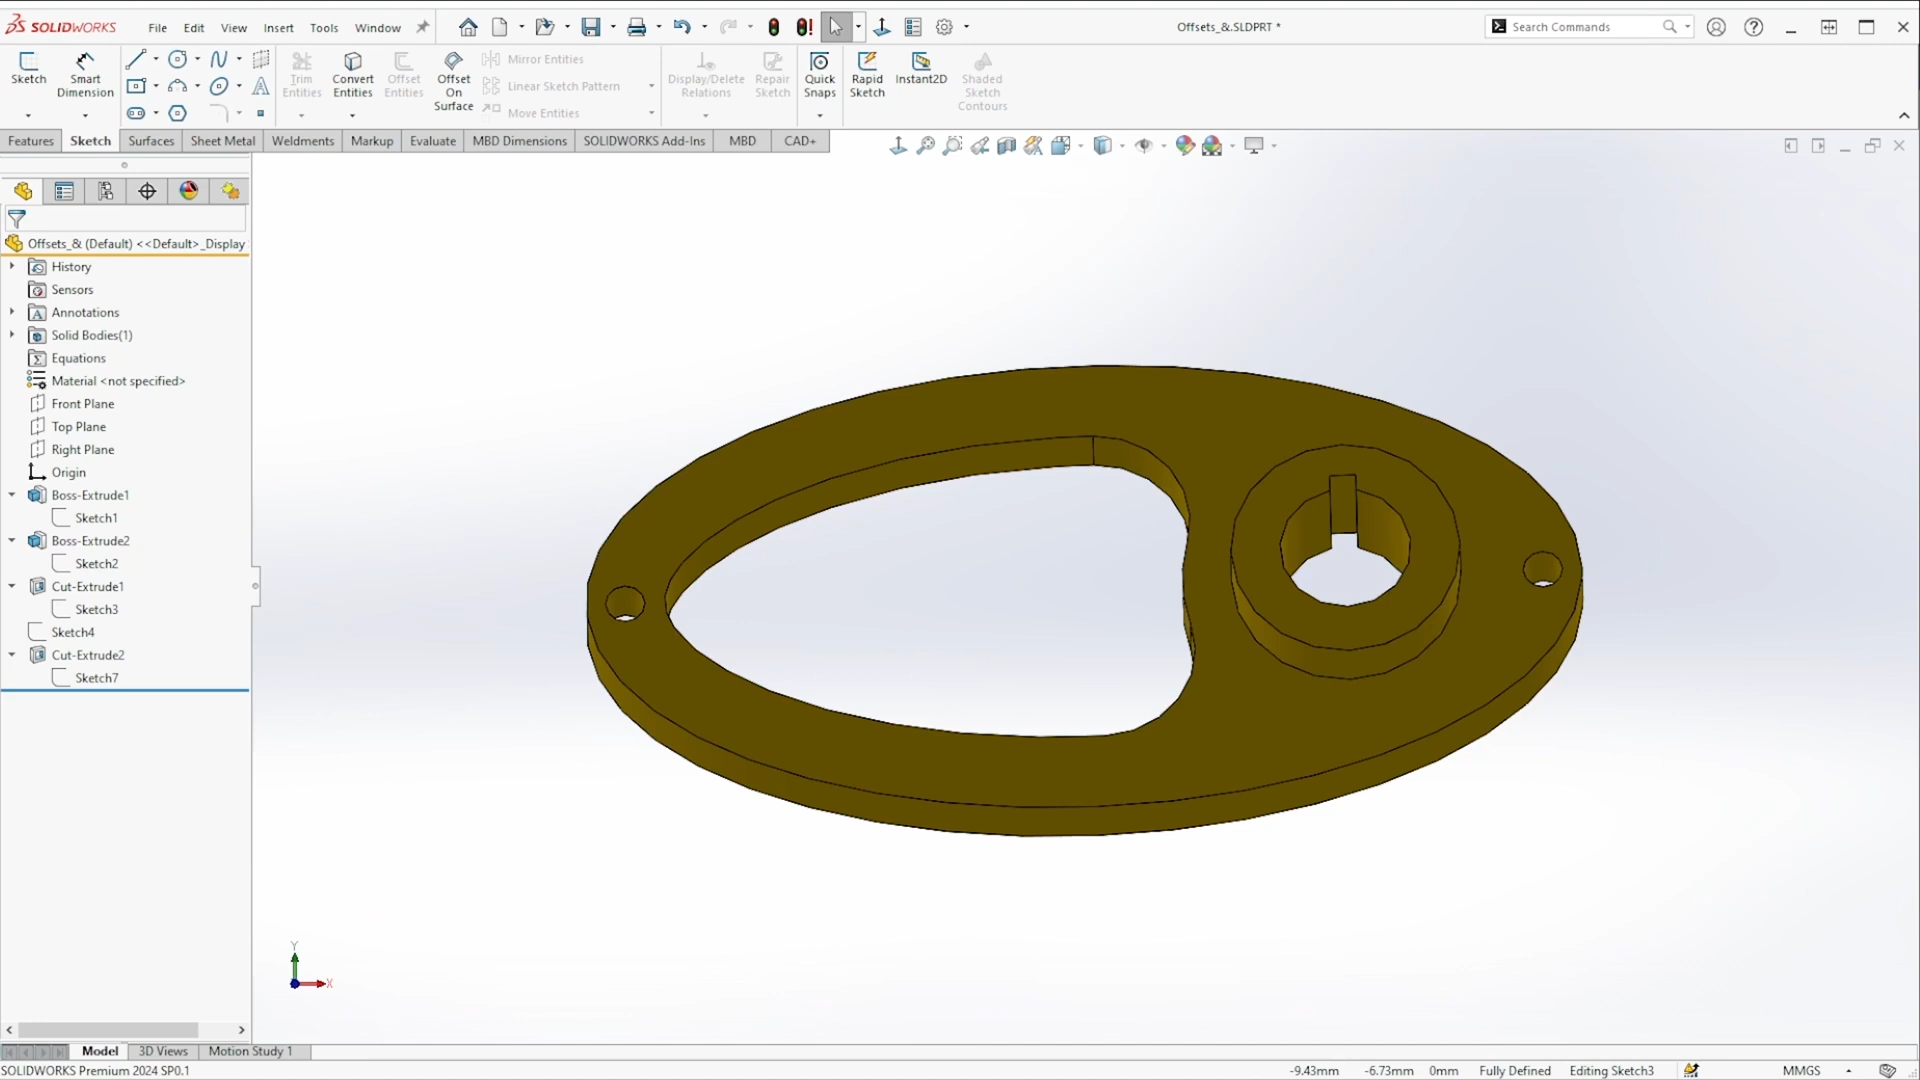 SOLIDWORKS
File Edit View Insert Tools Window
Offsets_&.SLDPRT *
Search Commands
Sketch
Smart Dimension
Trim Entities
Convert Entities
Offset Entities
Offset On Surface
Mirror Entities
Linear Sketch Pattern
Move Entities
Display/Delete Relations
Repair Sketch
Quick Snaps
Rapid Sketch
Instant2D
Shaded Sketch Contours
Features Sketch Surfaces Sheet Metal Weldments Markup Evaluate MBD Dimensions SOLIDWORKS Add-Ins MBD CAD+
Offsets_& (Default) <<Default>_Display
History
Sensors
Annotations
Solid Bodies(1)
Equations
Material <not specified>
Front Plane
Top Plane
Right Plane
Origin
Boss-Extrude1
Sketch1
Boss-Extrude2
Sketch2
Cut-Extrude1
Sketch3
Sketch4
Cut-Extrude2
Sketch7
Y
X
Model 3D Views Motion Study 1
SOLIDWORKS Premium 2024 SP0.1
-9.43mm -6.73mm 0mm Fully Defined Editing Sketch3 MMGS